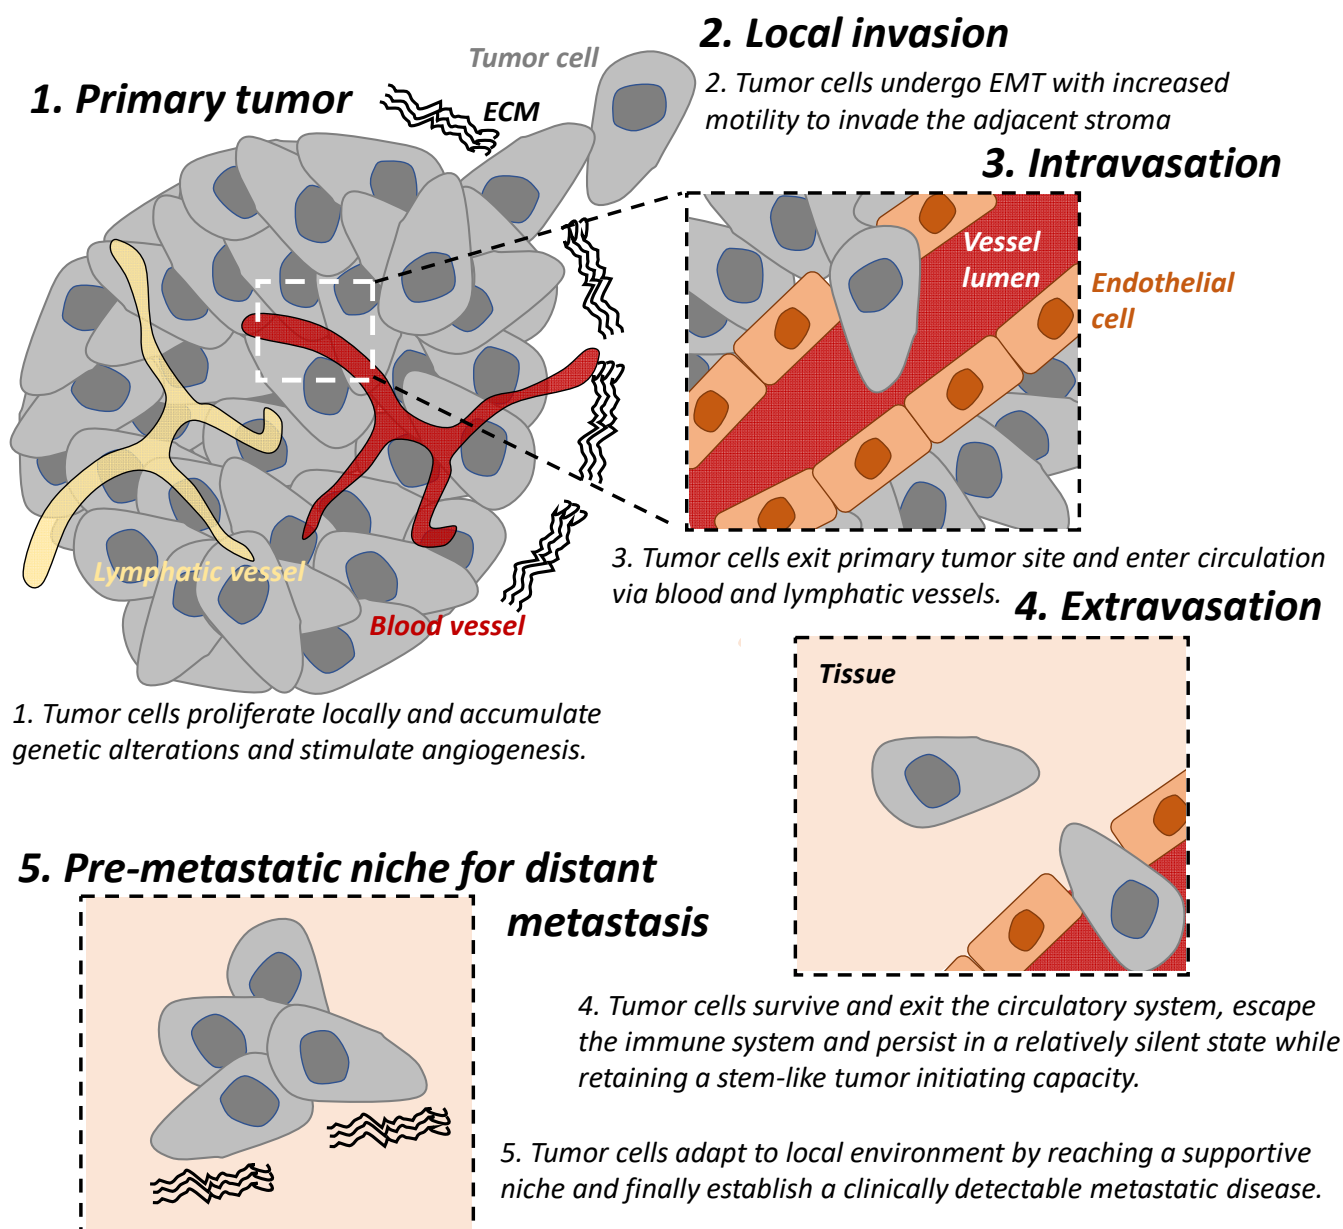 1. Primary tumor
Tumor cell
ECM
2. Local invasion
2. Tumor cells undergo EMT with increased
motility to invade the adjacent stroma
3. Intravasation
Vessel
lumen
Endothelial
cell
Lymphatic vessel
Blood vessel
3. Tumor cells exit primary tumor site and enter circulation
via blood and lymphatic vessels.
1. Tumor cells proliferate locally and accumulate
genetic alterations and stimulate angiogenesis.
4. Extravasation
Tissue
4. Tumor cells survive and exit the circulatory system, escape
the immune system and persist in a relatively silent state while
retaining a stem-like tumor initiating capacity.
5. Pre-metastatic niche for distant
metastasis
5. Tumor cells adapt to local environment by reaching a supportive
niche and finally establish a clinically detectable metastatic disease.